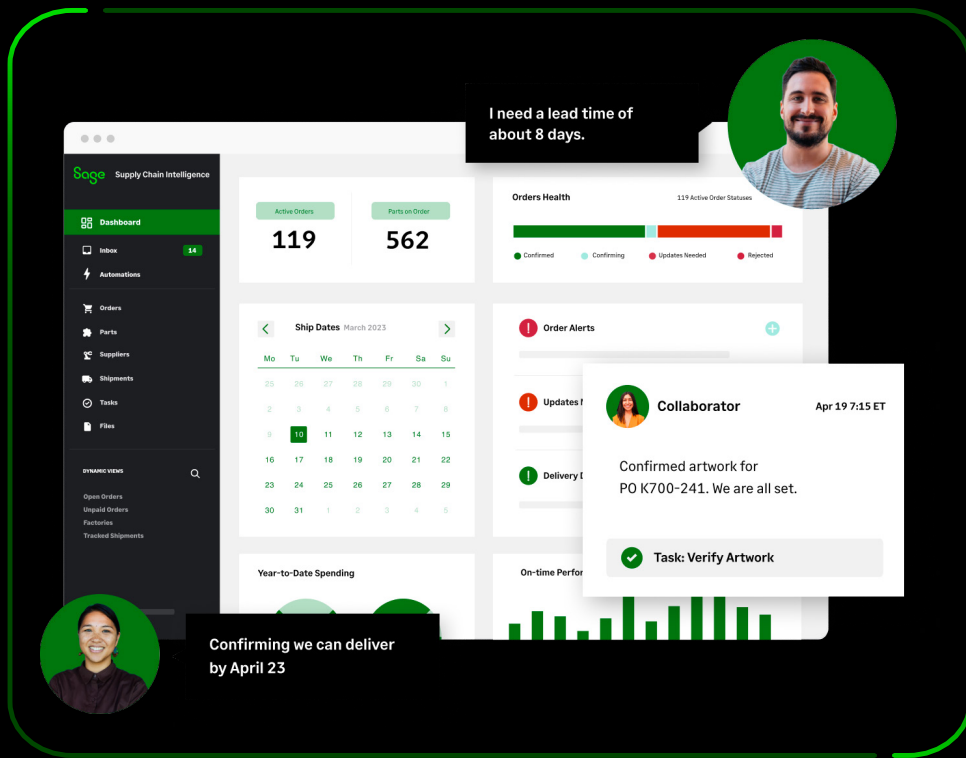 I need a lead time of
about 8 days.
Sage Supply Chain Intelligence
Dashboard
Inbox 14
Automations
Orders
Parts
Suppliers
Shipments
Tasks
Files
DYNAMIC VIEWS
Open Orders
Unpaid Orders
Factories
Tracked Shipments
Active Orders
119
Parts on Order
562
Orders Health 119 Active Order Statuses
Confirmed Confirming Updates Needed Rejected
Ship Dates March 2023
Mo Tu We Th Fr Sa Su
25 26 27 28 29 30 1
2 3 4 5 6 7 8
9 10 11 12 13 14 15
16 17 18 19 20 21 22
23 24 25 26 27 28 29
30 31 1 2 3 4 5
Order Alerts
Updates
Delivery
Collaborator Apr 19 7:15 ET
Confirmed artwork for
PO K700-241. We are all set.
Task: Verify Artwork
Year-to-Date Spending
On-time
Confirming we can deliver
by April 23